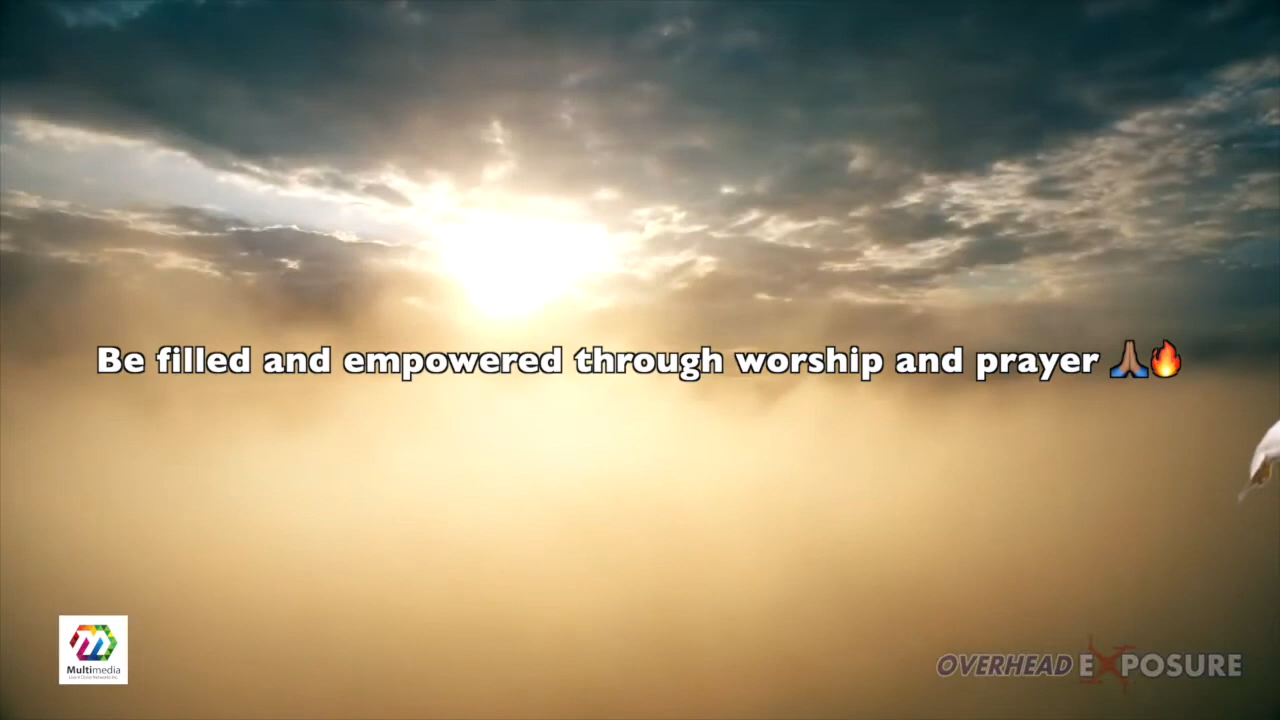 Be filled and empowered through worship and prayer 🙏🏽🔥
Multimedia
OVERHEAD EXPOSURE